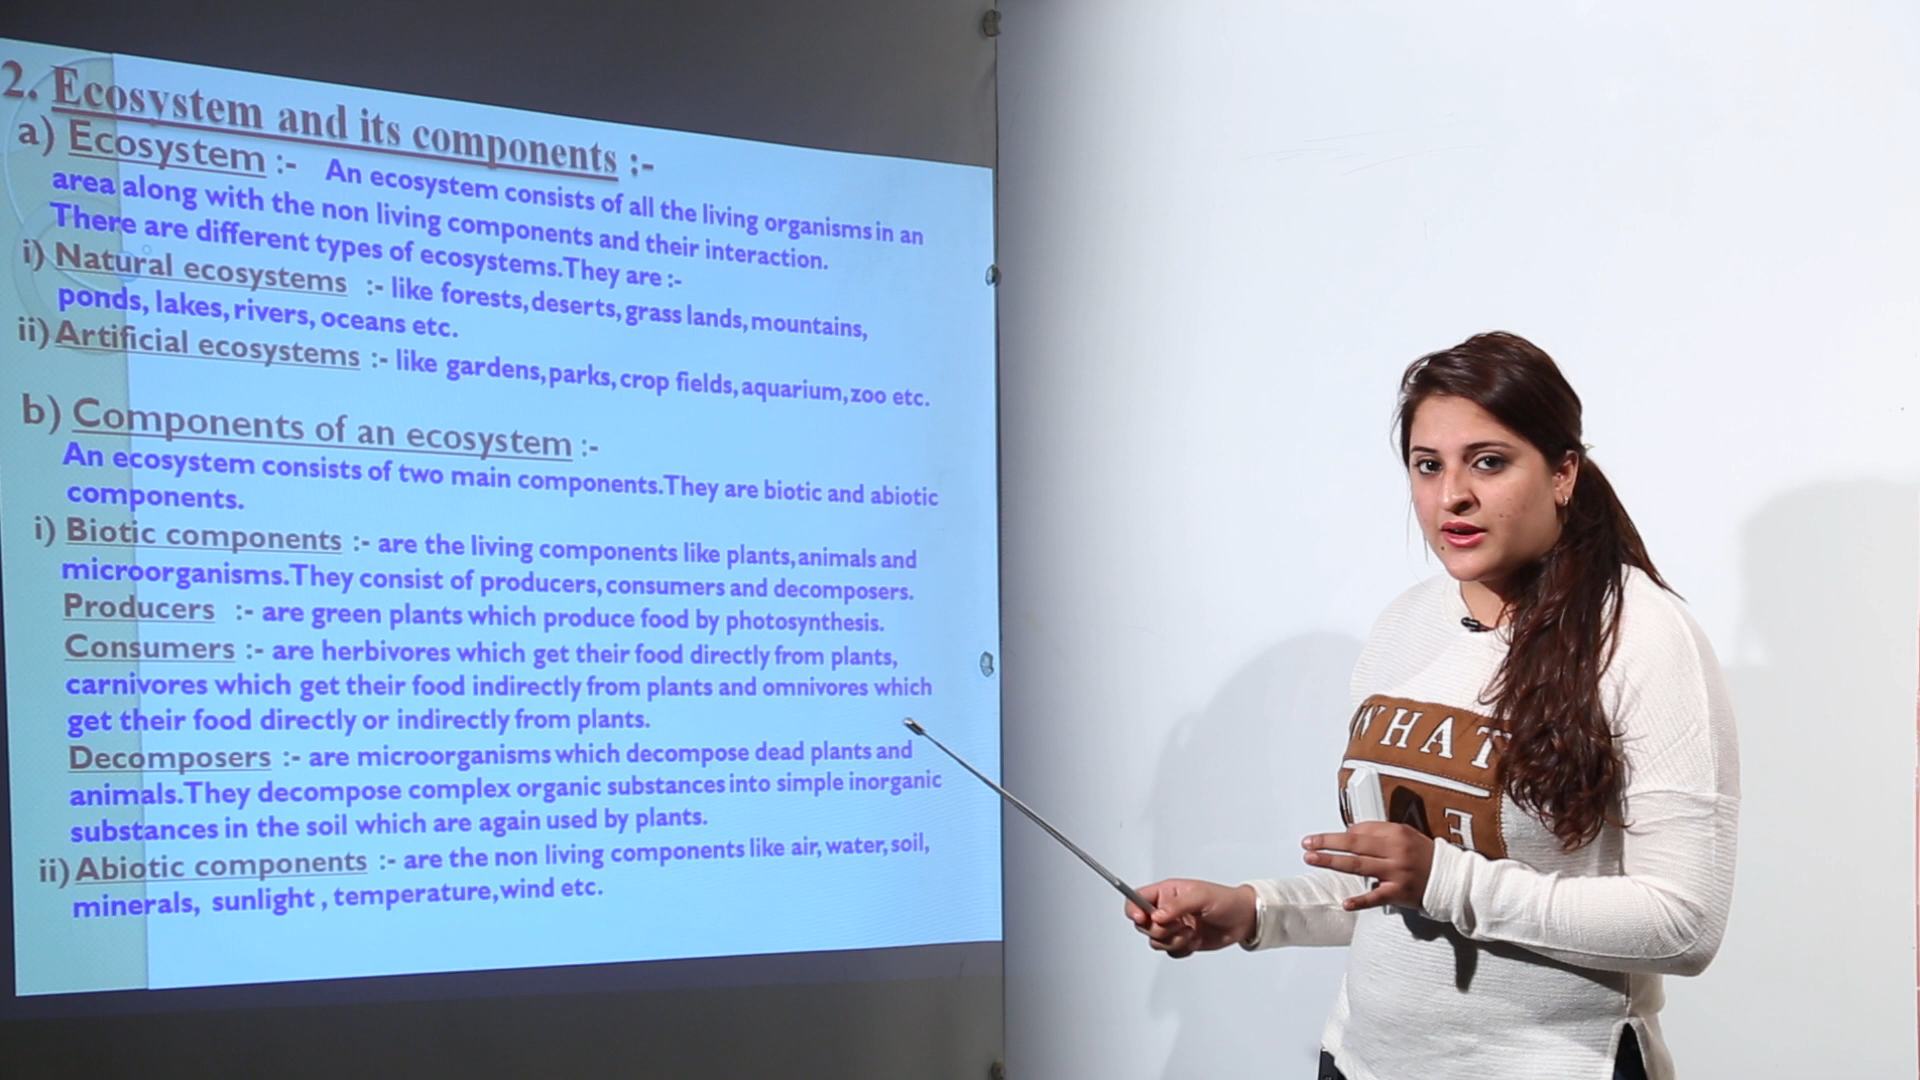 2. Ecosystem and its components :-
a) Ecosystem :- An ecosystem consists of all the living organisms in an
area along with the non living components and their interaction.
There are different types of ecosystems.They are :-
i) Natural ecosystems :- like forests, deserts, grass lands, mountains,
ponds, lakes, rivers, oceans etc.
ii) Artificial ecosystems :- like gardens, parks, crop fields, aquarium, zoo etc.
b) Components of an ecosystem :-
An ecosystem consists of two main components.They are biotic and abiotic
components.
i) Biotic components :- are the living components like plants, animals and
microorganisms.They consist of producers, consumers and decomposers.
Producers :- are green plants which produce food by photosynthesis.
Consumers :- are herbivores which get their food directly from plants,
carnivores which get their food indirectly from plants and omnivores which
get their food directly or indirectly from plants.
Decomposers :- are microorganisms which decompose dead plants and
animals.They decompose complex organic substances into simple inorganic
substances in the soil which are again used by plants.
ii) Abiotic components :- are the non living components like air, water, soil,
minerals, sunlight , temperature, wind etc.
WHAT